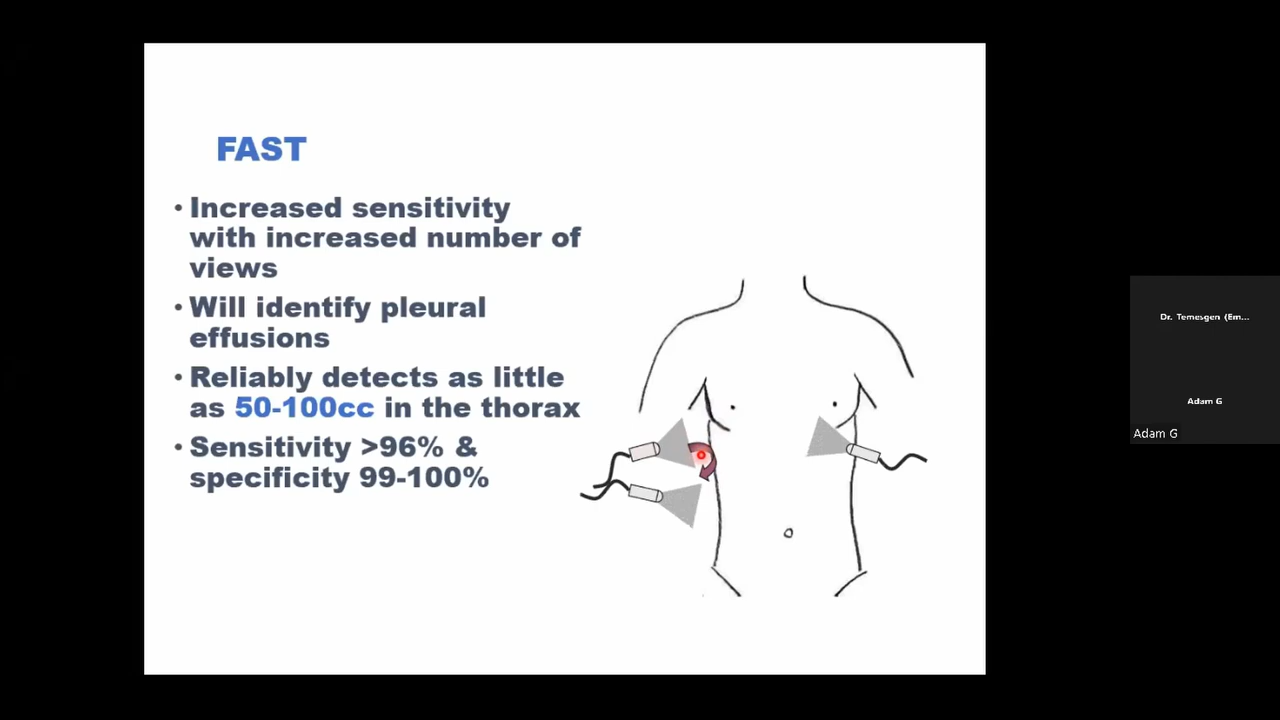 FAST
• Increased sensitivity
with increased number of
views
• Will identify pleural
effusions
• Reliably detects as little
as 50-100cc in the thorax
• Sensitivity >96% &
specificity 99-100%
Dr. Temesgen (Em...
Adam G
Adam G